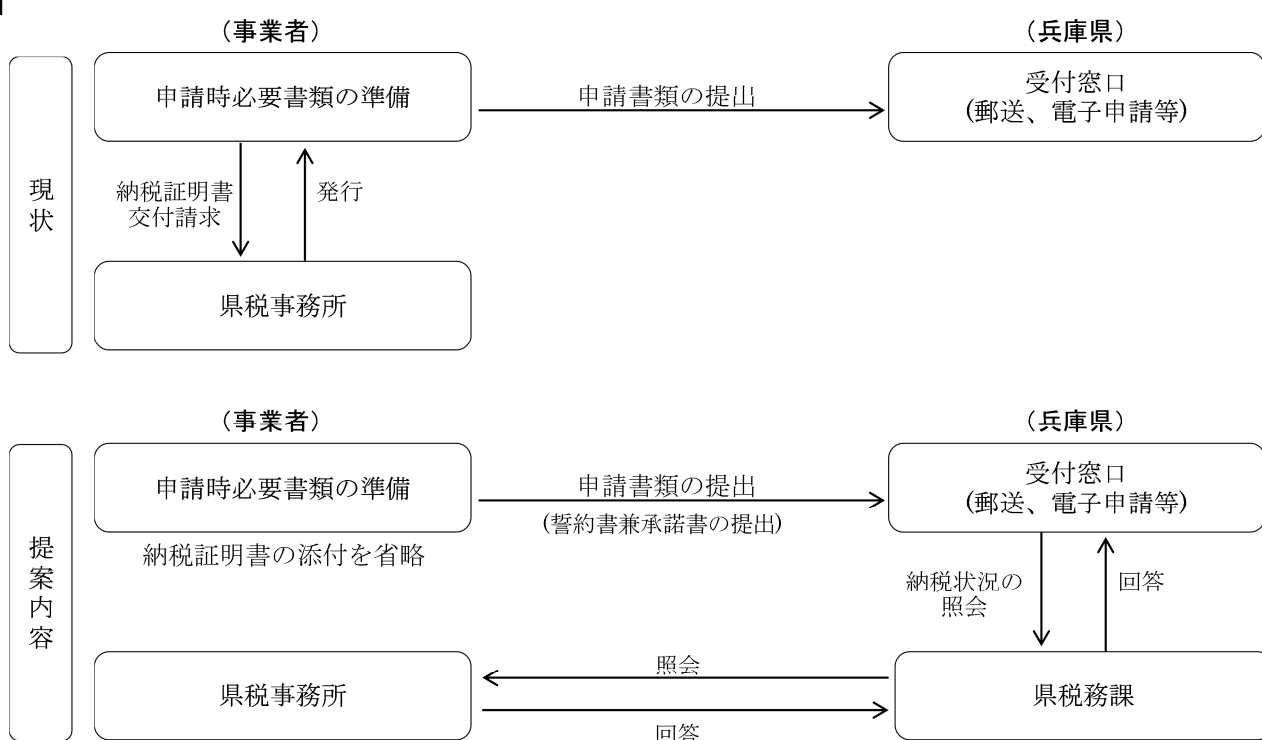 (事業者)
(兵庫県)
現状
申請時必要書類の準備
申請書類の提出
受付窓口
(郵送、電子申請等)
納税証明書
交付請求
発行
県税事務所
(事業者)
(兵庫県)
提案内容
申請時必要書類の準備
申請書類の提出
(誓約書兼承諾書の提出)
受付窓口
(郵送、電子申請等)
納税証明書の添付を省略
納税状況の
照会
回答
県税事務所
照会
回答
県税務課